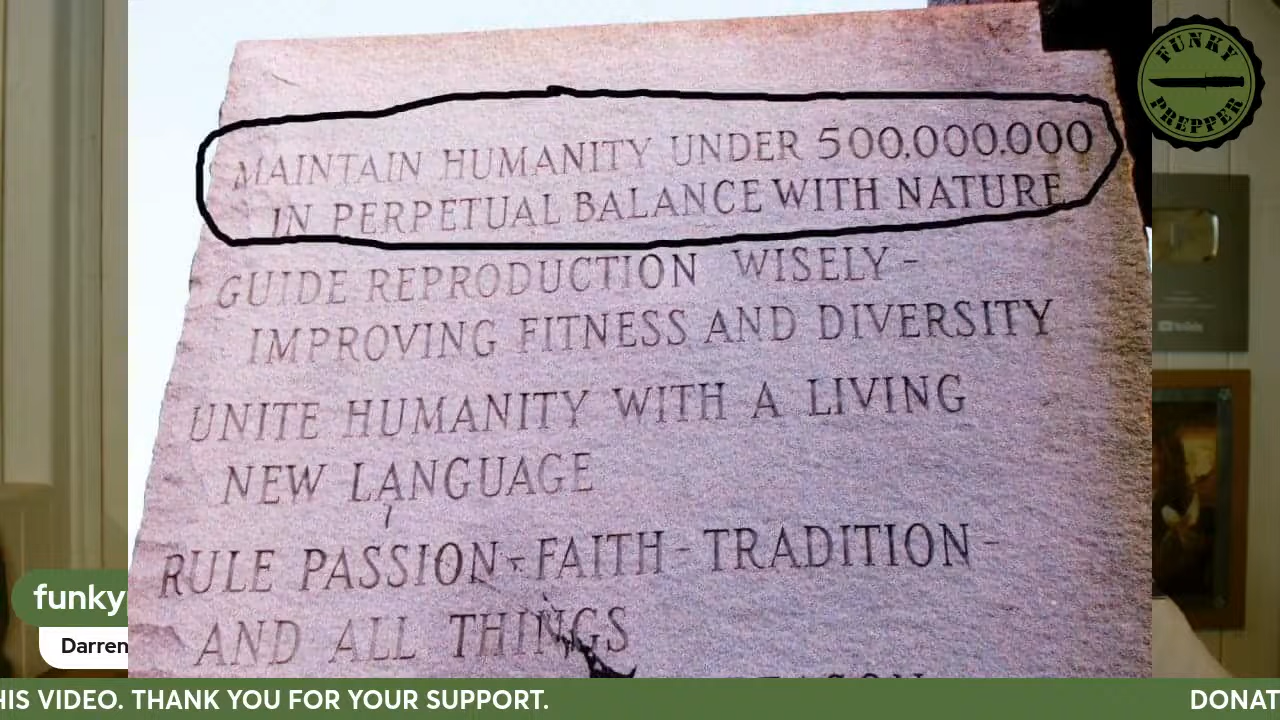 FUNKY
PREPPER
MAINTAIN HUMANITY UNDER 500,000,000
IN PERPETUAL BALANCE WITH NATURE
GUIDE REPRODUCTION WISELY -
IMPROVING FITNESS AND DIVERSITY
UNITE HUMANITY WITH A LIVING
NEW LANGUAGE
RULE PASSION - FAITH - TRADITION -
AND ALL THINGS
funky
Darren
HIS VIDEO. THANK YOU FOR YOUR SUPPORT.
DONAT